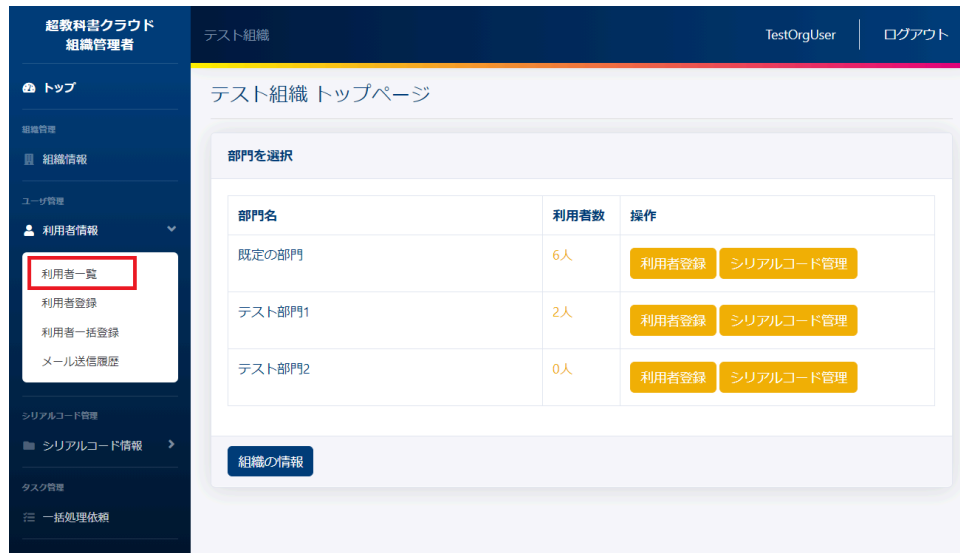 超教科書クラウド
組織管理者
テスト組織
TestOrgUser
ログアウト
トップ
組織管理
組織情報
ユーザ管理
利用者情報
利用者一覧
利用者登録
利用者一括登録
メール送信履歴
シリアルコード管理
シリアルコード情報
タスク管理
一括処理依頼
テスト組織 トップページ
部門を選択
部門名 利用者数 操作
既定の部門 6人 利用者登録 シリアルコード管理
テスト部門1 2人 利用者登録 シリアルコード管理
テスト部門2 0人 利用者登録 シリアルコード管理
組織の情報